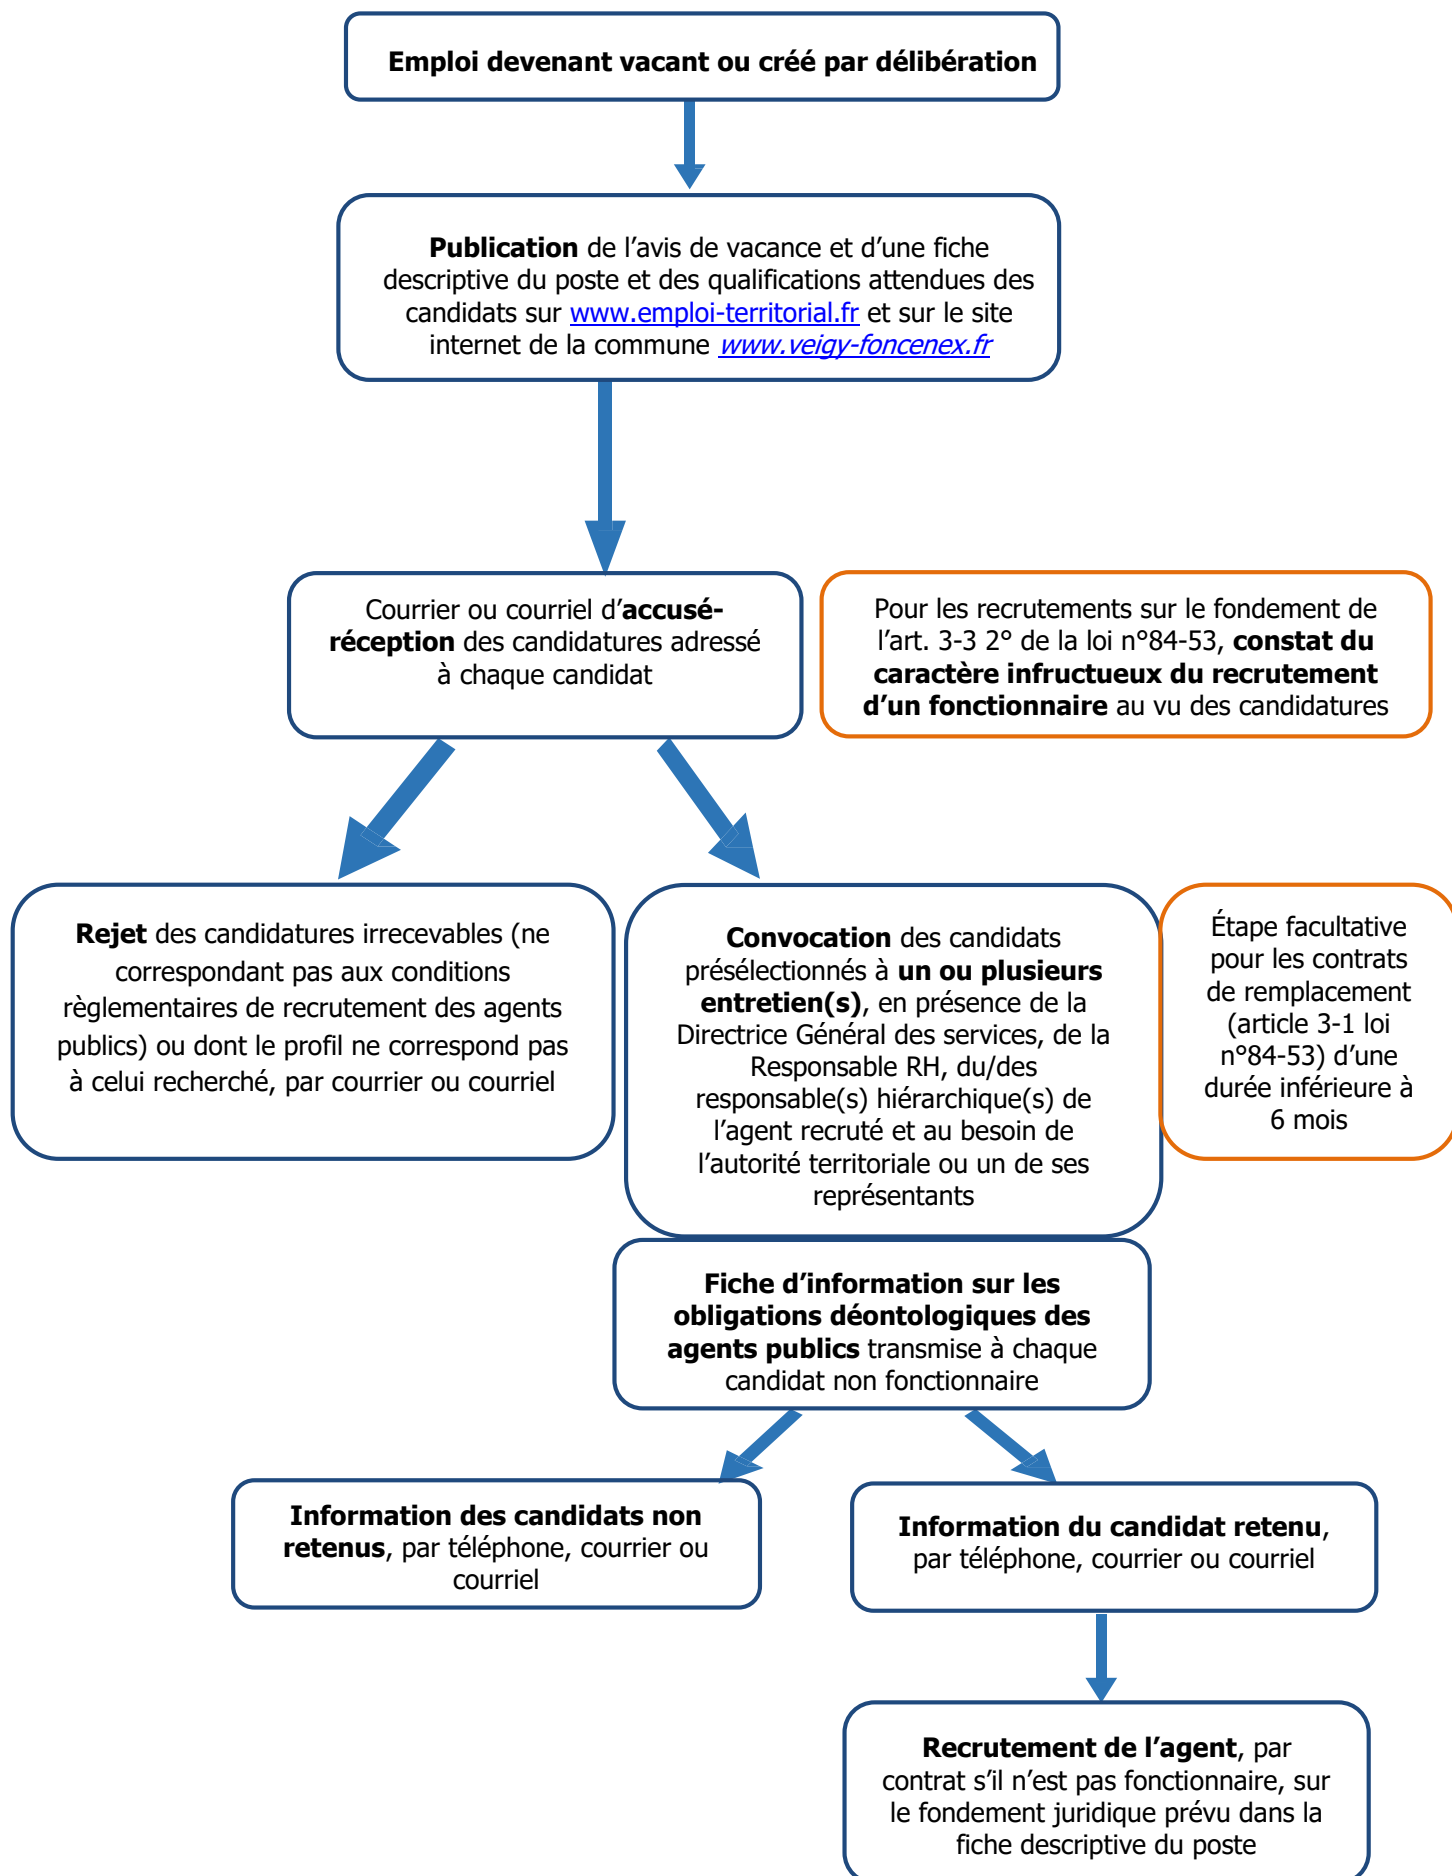 Emploi devenant vacant ou créé par délibération
Publication de l’avis de vacance et d’une fiche
descriptive du poste et des qualifications attendues des
candidats sur www.emploi-territorial.fr et sur le site
internet de la commune www.veigy-foncenex.fr
Courrier ou courriel d’accusé-
réception des candidatures adressé
à chaque candidat
Pour les recrutements sur le fondement de
l’art. 3-3 2° de la loi n°84-53, constat du
caractère infructueux du recrutement
d’un fonctionnaire au vu des candidatures
Rejet des candidatures irrecevables (ne
correspondant pas aux conditions
règlementaires de recrutement des agents
publics) ou dont le profil ne correspond pas
à celui recherché, par courrier ou courriel
Convocation des candidats
présélectionnés à un ou plusieurs
entretien(s), en présence de la
Directrice Général des services, de la
Responsable RH, du/des
responsable(s) hiérarchique(s) de
l’agent recruté et au besoin de
l’autorité territoriale ou un de ses
représentants
Étape facultative
pour les contrats
de remplacement
(article 3-1 loi
n°84-53) d’une
durée inférieure à
6 mois
Fiche d’information sur les
obligations déontologiques des
agents publics transmise à chaque
candidat non fonctionnaire
Information des candidats non
retenus, par téléphone, courrier ou
courriel
Information du candidat retenu,
par téléphone, courrier ou courriel
Recrutement de l’agent, par
contrat s’il n’est pas fonctionnaire, sur
le fondement juridique prévu dans la
fiche descriptive du poste